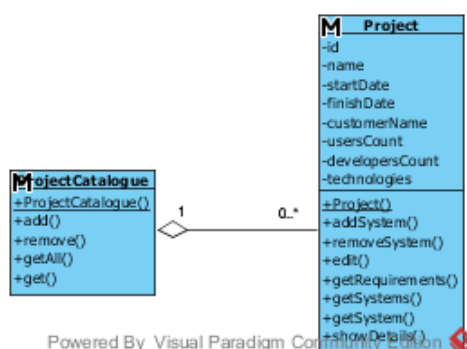 M Project
-id
-name
-startDate
-finishDate
-customerName
-usersCount
-developersCount
-technologies
+Project()
+addSystem()
+removeSystem()
+edit()
+getRequirements()
+getSystems()
+getSystem()
+showDetails()
M ojectCatalogue
+ProjectCatalogue()
+add()
+remove()
+getAll()
+get()
1
0..*
Powered By Visual Paradigm Community Edition